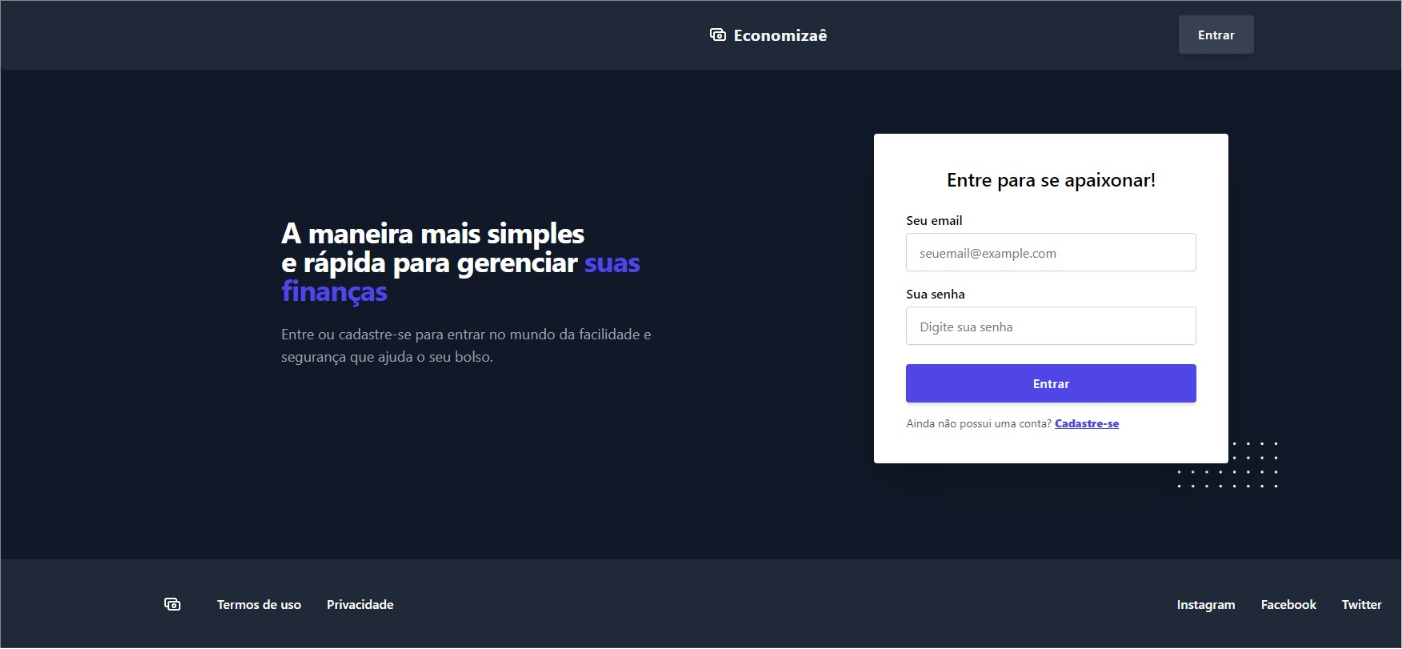 Economizaê
Entrar
A maneira mais simples
e rápida para gerenciar suas
finanças
Entre ou cadastre-se para entrar no mundo da facilidade e
segurança que ajuda o seu bolso.
Entre para se apaixonar!
Seu email
seuemail@example.com
Sua senha
Digite sua senha
Entrar
Ainda não possui uma conta? Cadastre-se
Termos de uso
Privacidade
Instagram
Facebook
Twitter